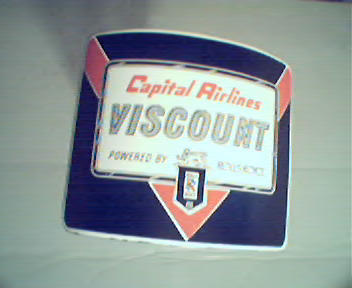 Capital Airlines
VISCOUNT
POWERED BY ROLLS-ROYCE